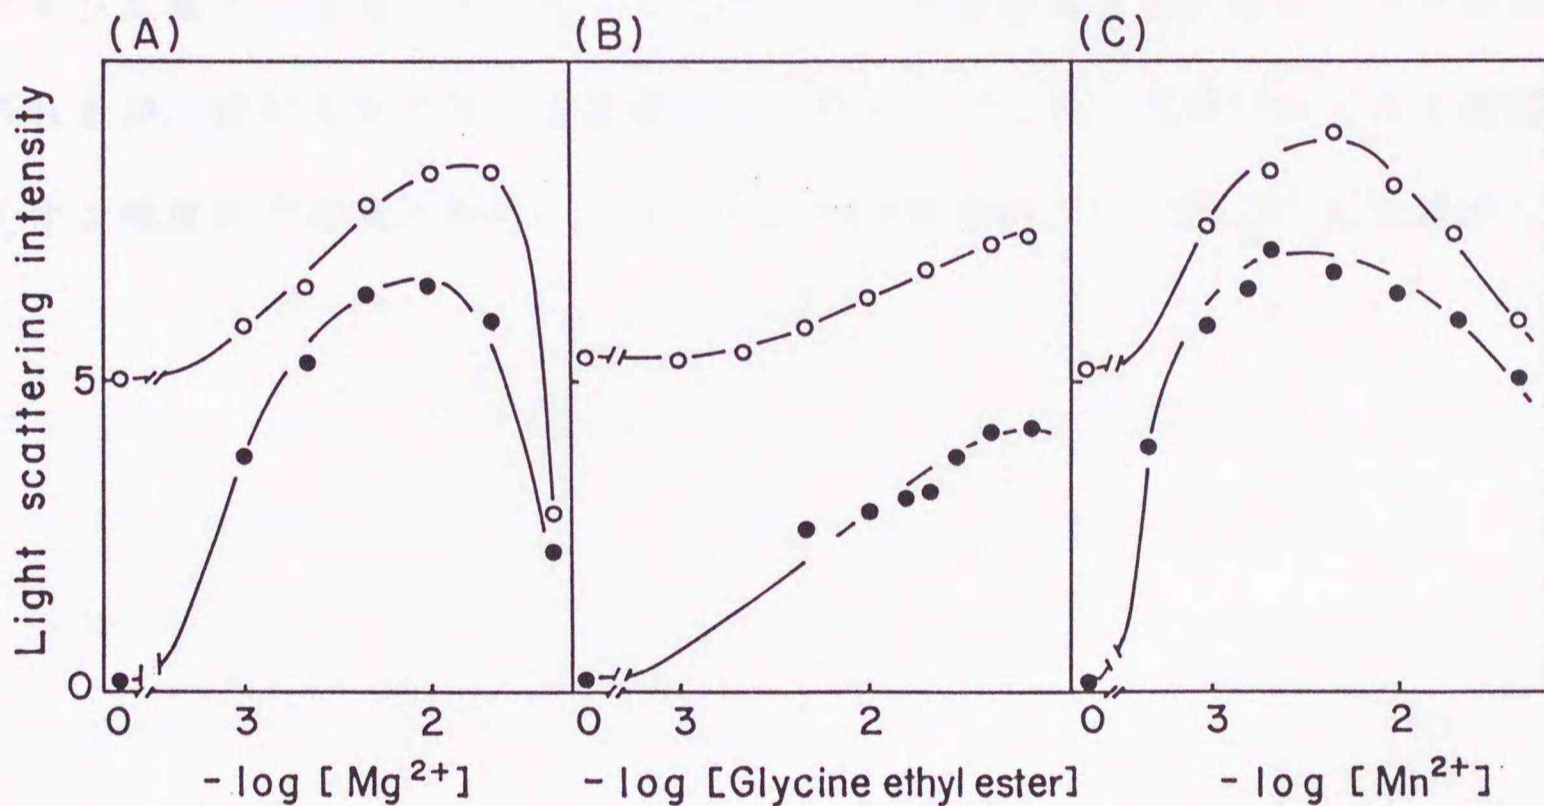 (A) (B) (C)
Light scattering intensity
5
0
0 3 2 0 3 2 0 3 2
-log [Mg²⁺] -log [Glycine ethyl ester] -log [Mn²⁺]